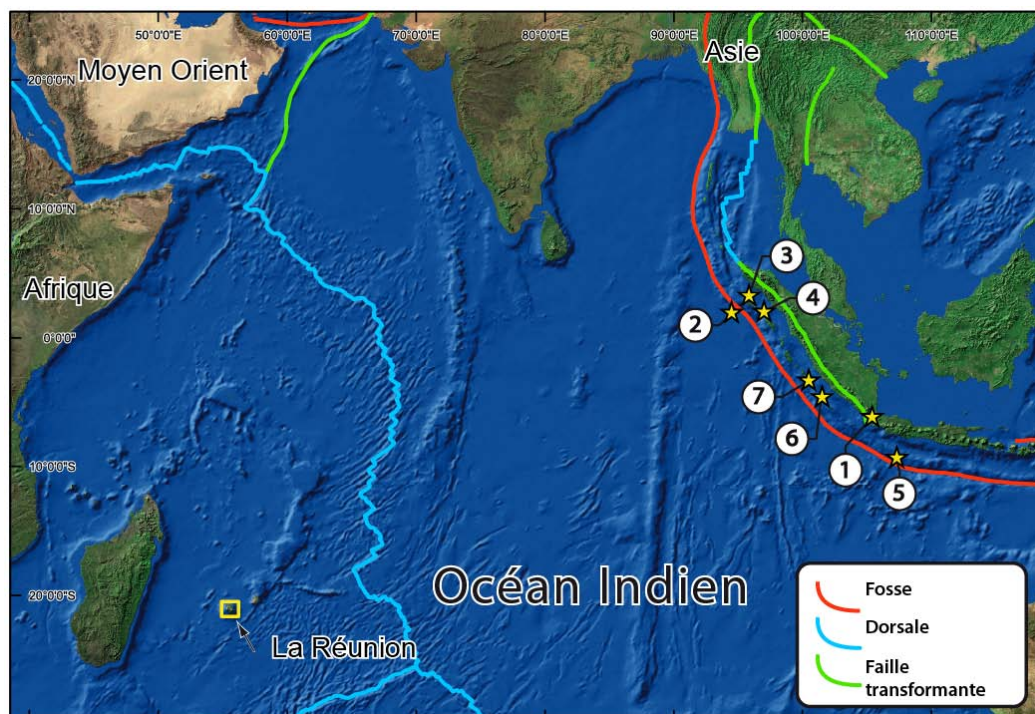 50°0'0"E
60°0'0"E
70°0'0"E
80°0'0"E
90°0'0"E
100°0'0"E
110°0'0"E
Moyen Orient
Asie
20°0'0"N
10°0'0"N
Afrique
3
4
2
0°0'0"
7
6
1
5
10°0'0"S
Océan Indien
20°0'0"S
La Réunion
Fosse
Dorsale
Faille
transformante